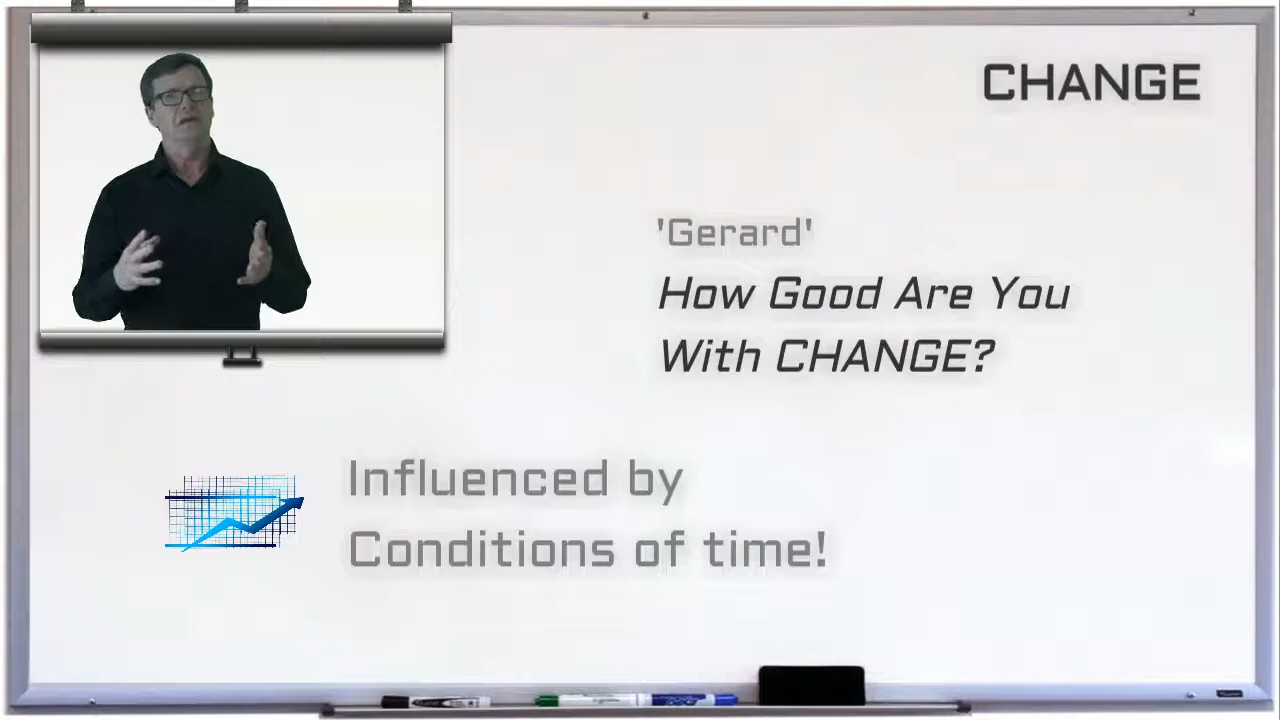 CHANGE
'Gerard'
How Good Are You
With CHANGE?
Influenced by
Conditions of time!